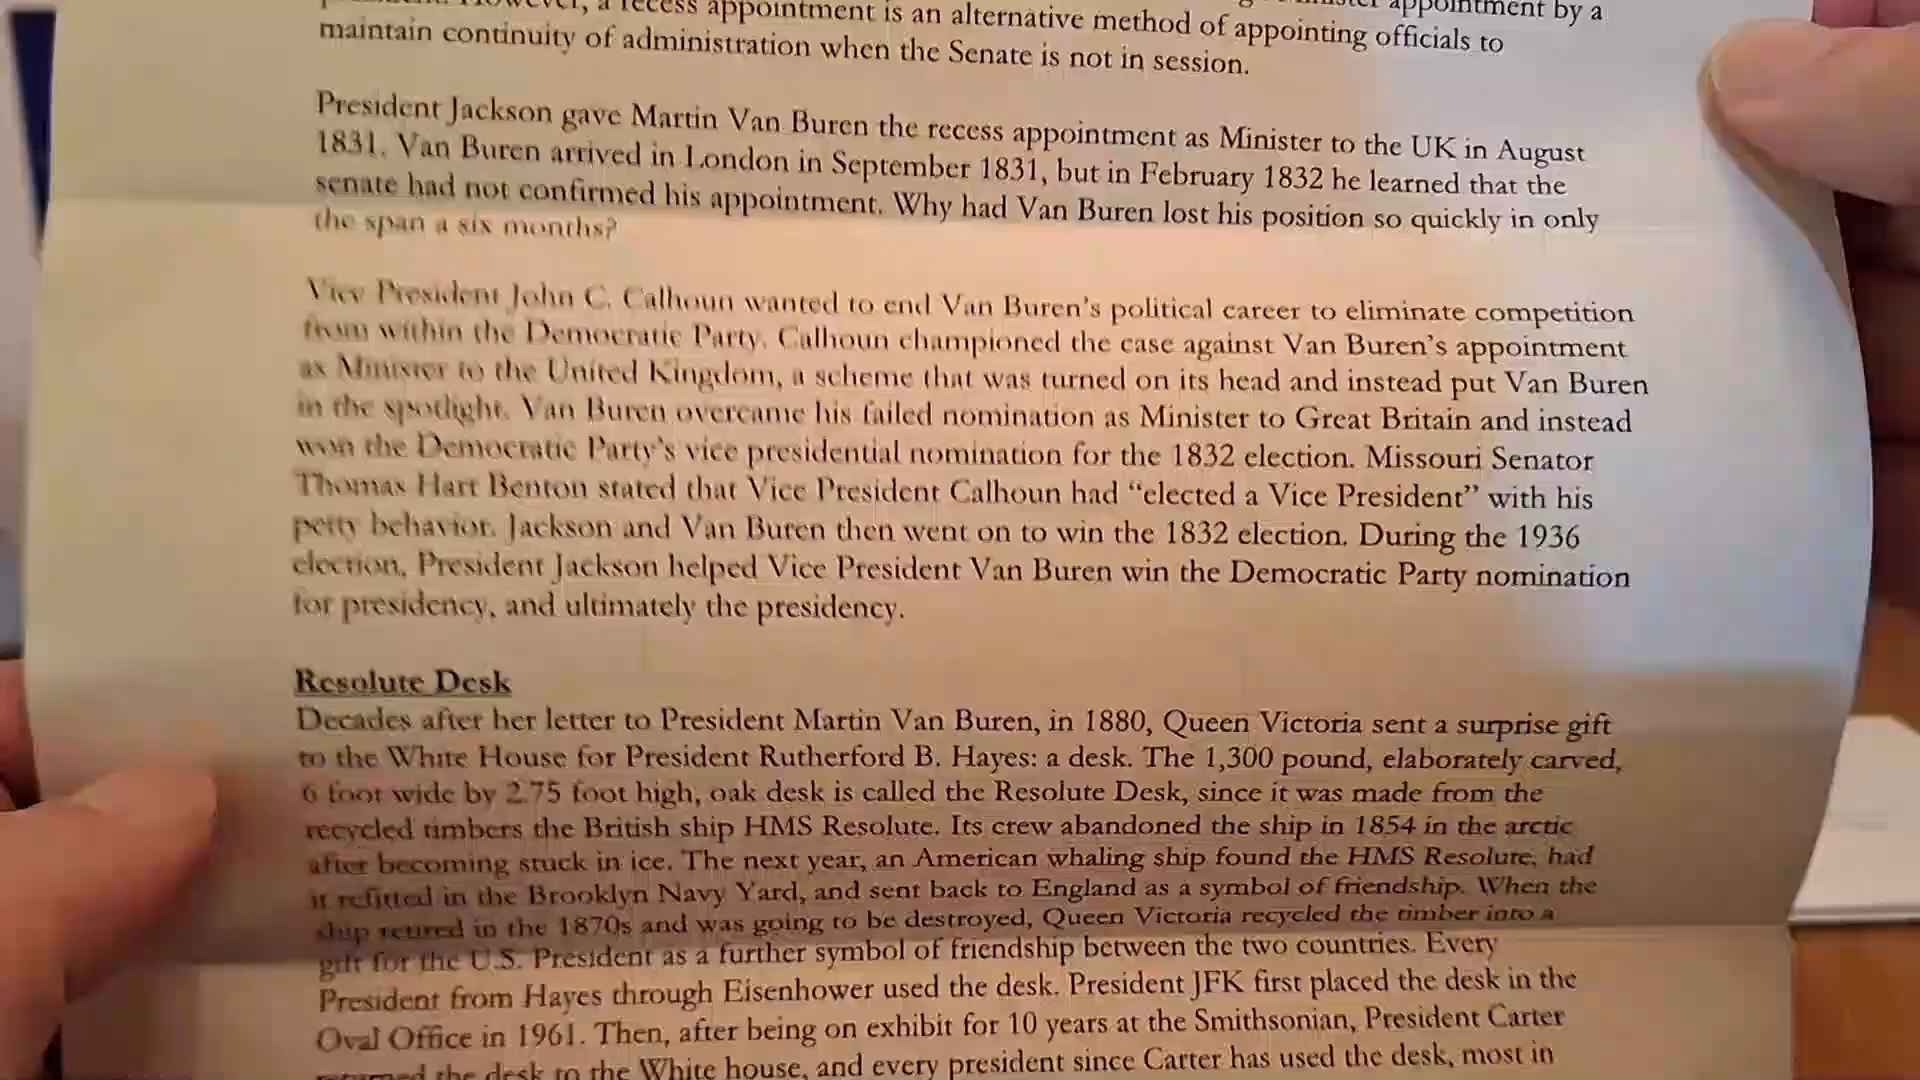 However, a recess appointment is an alternative method of appointing officials to
appointment by a
maintain continuity of administration when the Senate is not in session.
President Jackson gave Martin Van Buren the recess appointment as Minister to the UK in August
1831. Van Buren arrived in London in September 1831, but in February 1832 he learned that the
senate had not confirmed his appointment. Why had Van Buren lost his position so quickly in only
the span a six months?
Vice President John C. Calhoun wanted to end Van Buren's political career to eliminate competition
from within the Democratic Party. Calhoun championed the case against Van Buren's appointment
as Minister to the United Kingdom, a scheme that was turned on its head and instead put Van Buren
in the spotlight. Van Buren overcame his failed nomination as Minister to Great Britain and instead
won the Democratic Party's vice presidential nomination for the 1832 election. Missouri Senator
Thomas Hart Benton stated that Vice President Calhoun had “elected a Vice President” with his
petty behavior. Jackson and Van Buren then went on to win the 1832 election. During the 1936
election, President Jackson helped Vice President Van Buren win the Democratic Party nomination
for presidency, and ultimately the presidency.
Resolute Desk
Decades after her letter to President Martin Van Buren, in 1880, Queen Victoria sent a surprise gift
to the White House for President Rutherford B. Hayes: a desk. The 1,300 pound, elaborately carved,
6 foot wide by 2.75 foot high, oak desk is called the Resolute Desk, since it was made from the
recycled timbers the British ship HMS Resolute. Its crew abandoned the ship in 1854 in the arctic
after becoming stuck in ice. The next year, an American whaling ship found the HMS Resolute, had
it refitted in the Brooklyn Navy Yard, and sent back to England as a symbol of friendship. When the
ship retired in the 1870s and was going to be destroyed, Queen Victoria recycled the timber into a
gift for the U.S. President as a further symbol of friendship between the two countries. Every
President from Hayes through Eisenhower used the desk. President JFK first placed the desk in the
Oval Office in 1961. Then, after being on exhibit for 10 years at the Smithsonian, President Carter
returned the desk to the White house, and every president since Carter has used the desk, most in